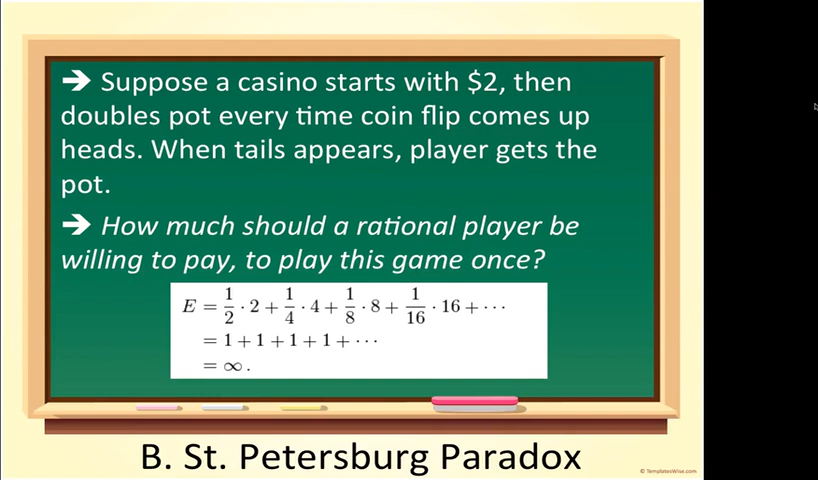 ➔ Suppose a casino starts with $2, then
doubles pot every time coin flip comes up
heads. When tails appears, player gets the
pot.
➔ How much should a rational player be
willing to pay, to play this game once?
E = 1/2 · 2 + 1/4 · 4 + 1/8 · 8 + 1/16 · 16 + ···
= 1 + 1 + 1 + 1 + ···
= ∞ .
B. St. Petersburg Paradox
© TemplatesWise.com